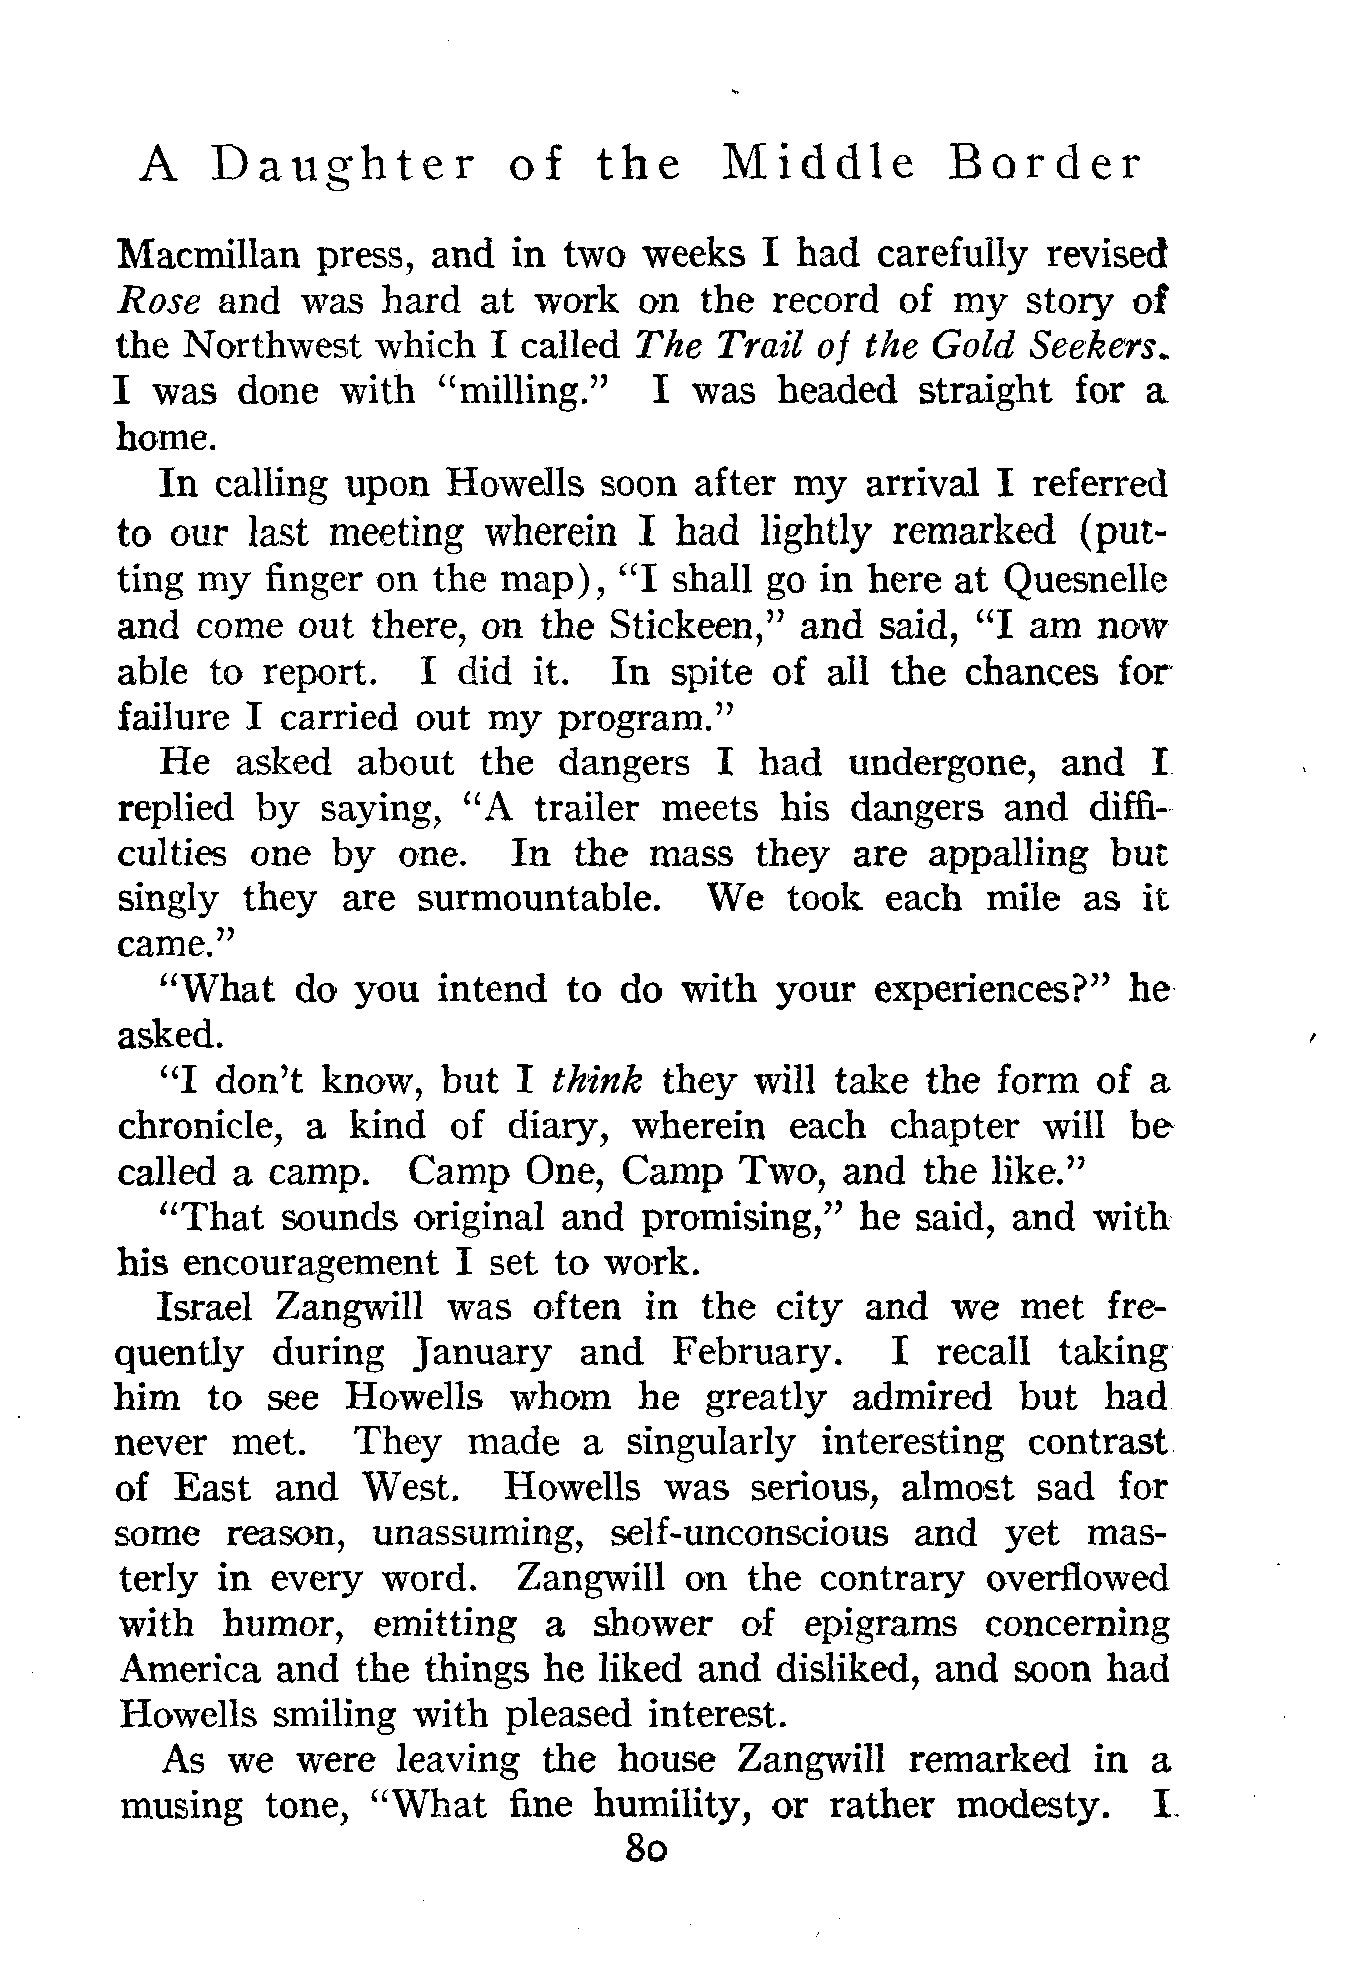 A Daughter of the Middle Border
Macmillan press, and in two weeks I had carefully revised
Rose and was hard at work on the record of my story of
the Northwest which I called The Trail of the Gold Seekers.
I was done with “milling.” I was headed straight for a
home.
In calling upon Howells soon after my arrival I referred
to our last meeting wherein I had lightly remarked (put-
ting my finger on the map), “I shall go in here at Quesnelle
and come out there, on the Stickeen,” and said, “I am now
able to report. I did it. In spite of all the chances for
failure I carried out my program.”
He asked about the dangers I had undergone, and I
replied by saying, “A trailer meets his dangers and diffi-
culties one by one. In the mass they are appalling but
singly they are surmountable. We took each mile as it
came.”
“What do you intend to do with your experiences?” he
asked.
“I don’t know, but I think they will take the form of a
chronicle, a kind of diary, wherein each chapter will be
called a camp. Camp One, Camp Two, and the like.”
“That sounds original and promising,” he said, and with
his encouragement I set to work.
Israel Zangwill was often in the city and we met fre-
quently during January and February. I recall taking
him to see Howells whom he greatly admired but had
never met. They made a singularly interesting contrast
of East and West. Howells was serious, almost sad for
some reason, unassuming, self-unconscious and yet mas-
terly in every word. Zangwill on the contrary overflowed
with humor, emitting a shower of epigrams concerning
America and the things he liked and disliked, and soon had
Howells smiling with pleased interest.
As we were leaving the house Zangwill remarked in a
musing tone, “What fine humility, or rather modesty. I
80